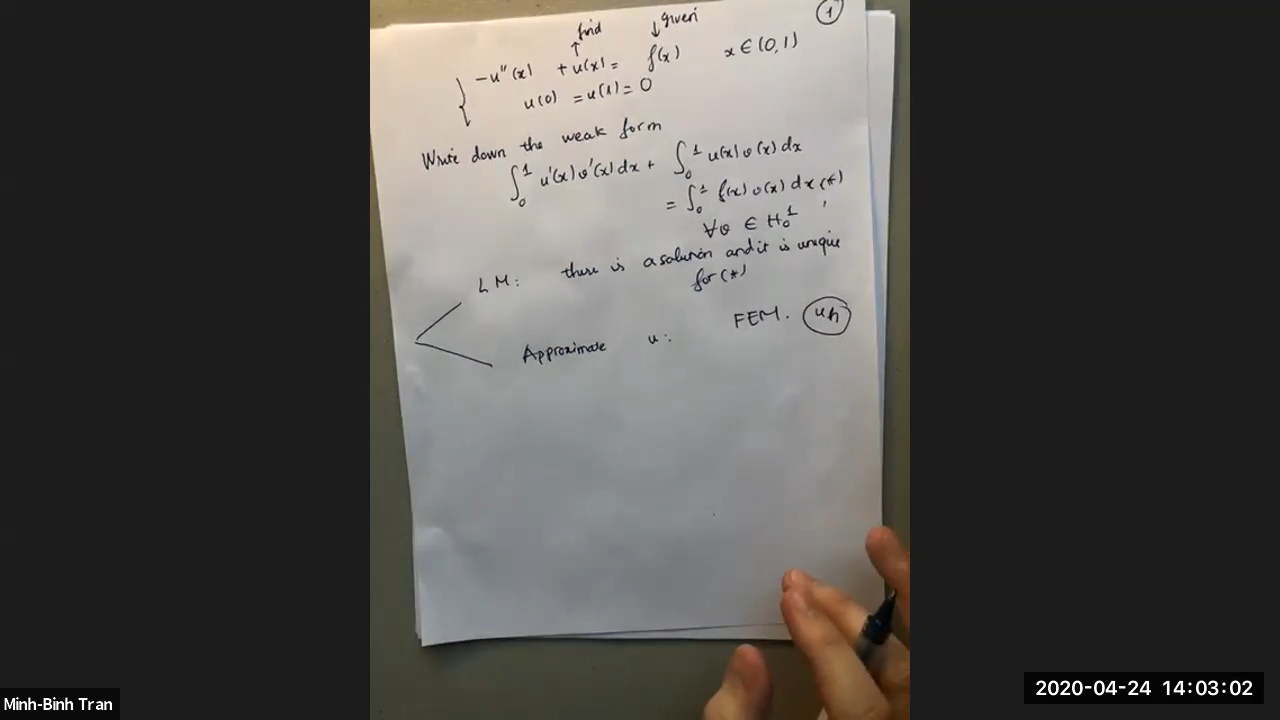 find given ①
↑ ↓
{ -u''(x) + u(x) = f(x) x ∈ (0,1)
u(0) = u(1) = 0
Write down the weak form
∫₀¹ u'(x) v'(x) dx + ∫₀¹ u(x) v(x) dx
= ∫₀¹ f(x) v(x) dx (*),
∀v ∈ H₀¹
LM: there is a solution and it is unique
for (*)
Approximate u: FEM. uh
Minh-Binh Tran
2020-04-24 14:03:02